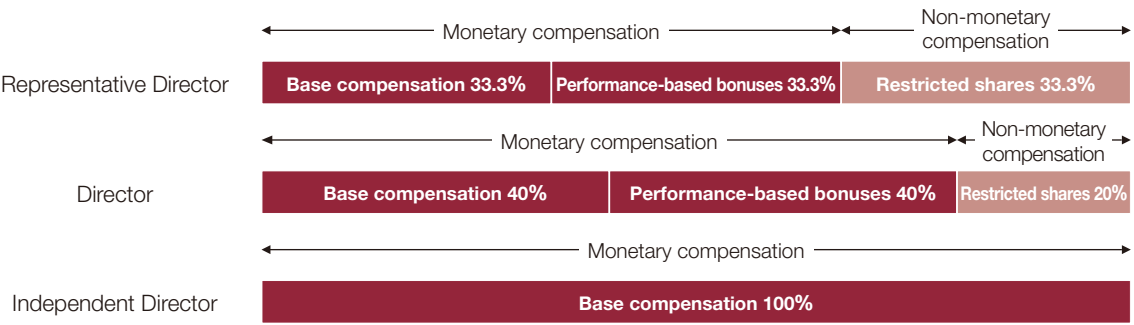 Monetary compensation
Non-monetary
compensation
Representative Director
Base compensation 33.3%
Performance-based bonuses 33.3%
Restricted shares 33.3%
Monetary compensation
Non-monetary
compensation
Director
Base compensation 40%
Performance-based bonuses 40%
Restricted shares 20%
Monetary compensation
Independent Director
Base compensation 100%